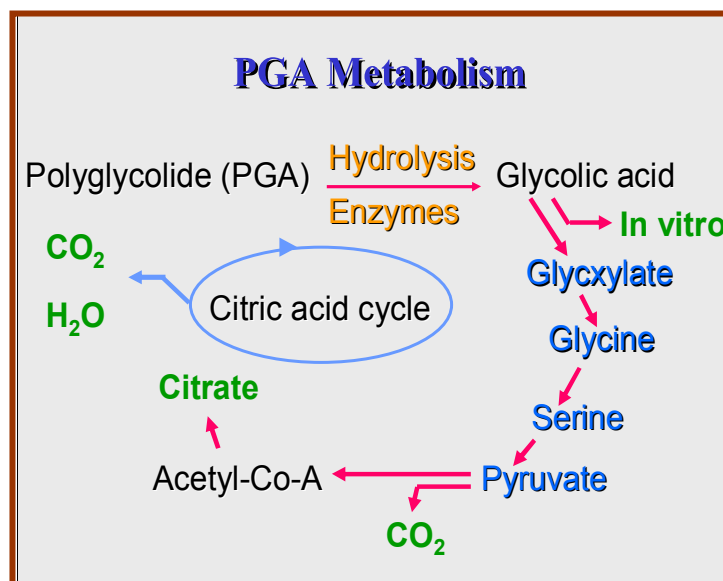 PGA Metabolism
Hydrolysis
Polyglycolide (PGA)
Glycolic acid
Enzymes
In vitro
CO₂
Glycxylate
Citric acid cycle
H₂O
Glycine
Citrate
Serine
Acetyl-Co-A
Pyruvate
CO₂